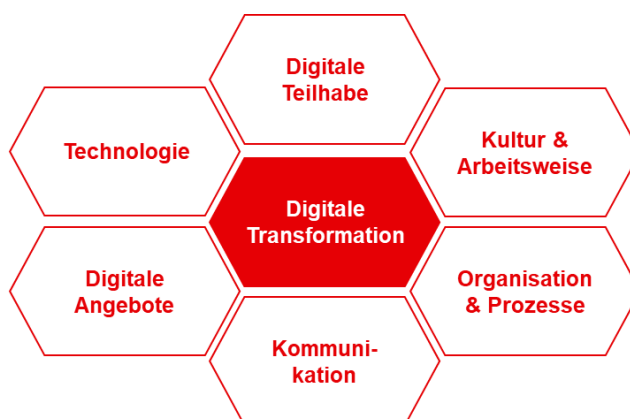 Digitale
Teilhabe
Technologie
Kultur &
Arbeitsweise
Digitale
Transformation
Digitale
Angebote
Organisation
& Prozesse
Kommuni-
kation